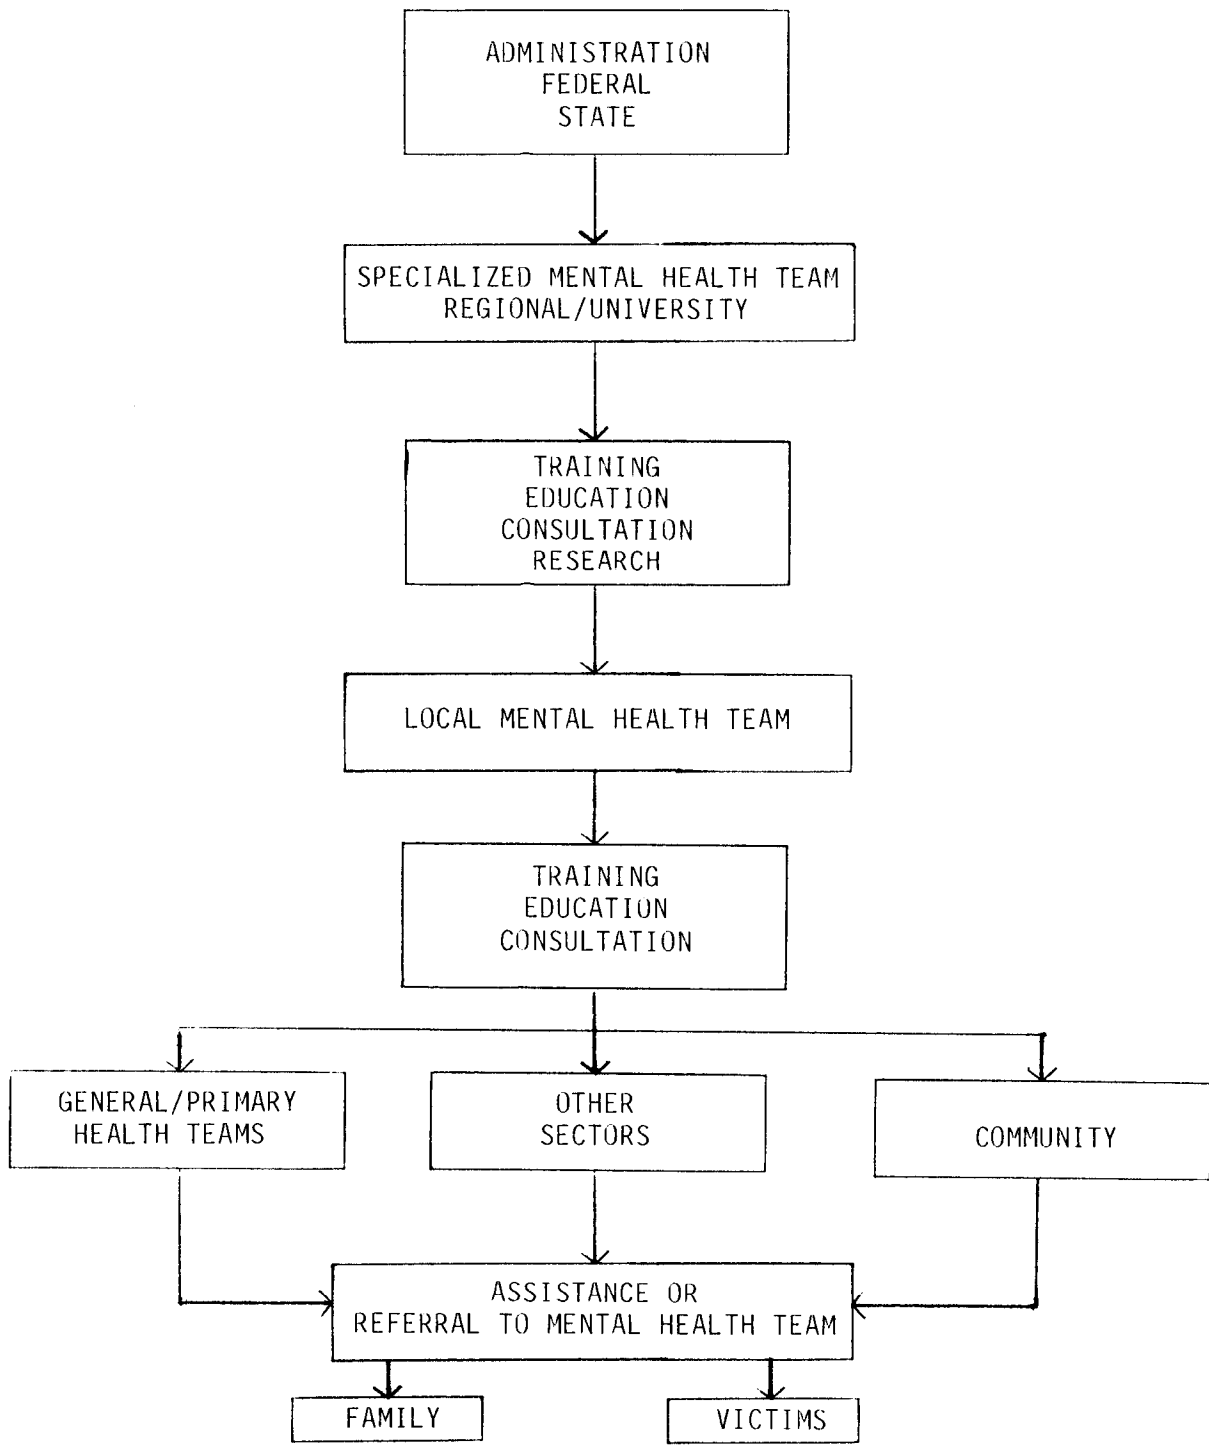 ADMINISTRATION
FEDERAL
STATE
SPECIALIZED MENTAL HEALTH TEAM
REGIONAL/UNIVERSITY
TRAINING
EDUCATION
CONSULTATION
RESEARCH
LOCAL MENTAL HEALTH TEAM
TRAINING
EDUCATION
CONSULTATION
GENERAL/PRIMARY
HEALTH TEAMS
OTHER
SECTORS
COMMUNITY
ASSISTANCE OR
REFERRAL TO MENTAL HEALTH TEAM
FAMILY
VICTIMS